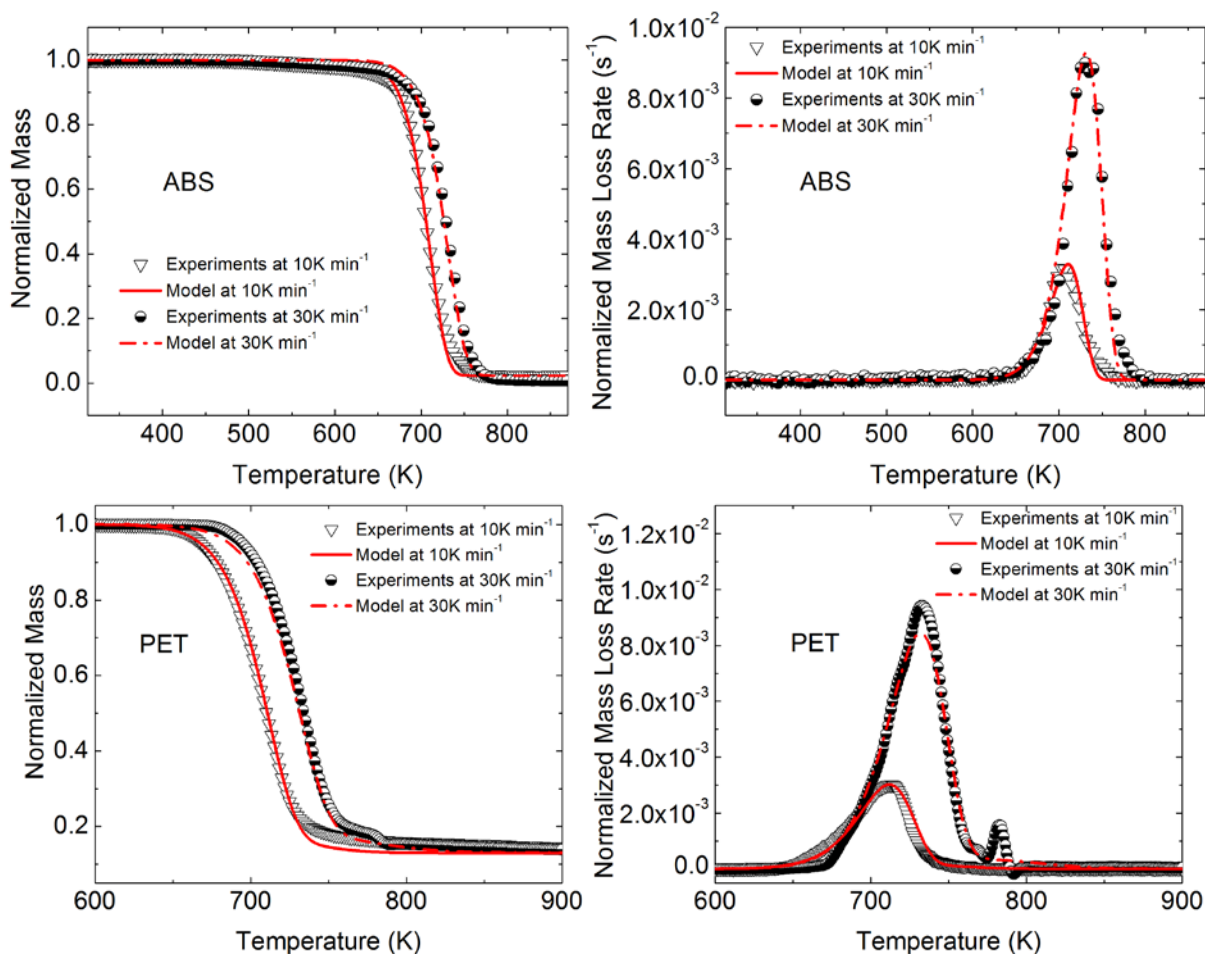 1.0
0.8
0.6
0.4
0.2
0.0
Normalized Mass
ABS
Experiments at 10K min⁻¹
Model at 10K min⁻¹
Experiments at 30K min⁻¹
Model at 30K min⁻¹
400 500 600 700 800
Temperature (K)
1.0x10⁻²
8.0x10⁻³
6.0x10⁻³
4.0x10⁻³
2.0x10⁻³
0.0
Normalized Mass Loss Rate (s⁻¹)
Experiments at 10K min⁻¹
Model at 10K min⁻¹
Experiments at 30K min⁻¹
Model at 30K min⁻¹
ABS
400 500 600 700 800
Temperature (K)
1.0
0.8
0.6
0.4
0.2
Normalized Mass
Experiments at 10K min⁻¹
Model at 10K min⁻¹
Experiments at 30K min⁻¹
Model at 30K min⁻¹
PET
600 700 800 900
Temperature (K)
1.2x10⁻²
1.0x10⁻²
8.0x10⁻³
6.0x10⁻³
4.0x10⁻³
2.0x10⁻³
0.0
Normalized Mass Loss Rate (s⁻¹)
Experiments at 10K min⁻¹
Model at 10K min⁻¹
Experiments at 30K min⁻¹
Model at 30K min⁻¹
PET
600 700 800 900
Temperature (K)